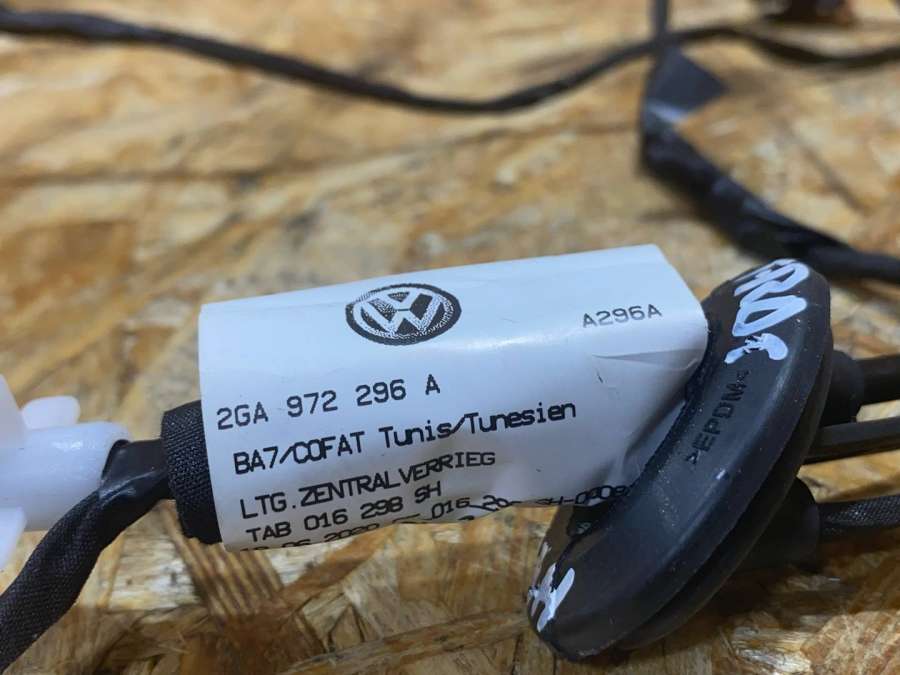 A296A
2GA 972 296 A
BA7/COFAT Tunis/Tunesien
LTG.ZENTRALVERRIEG
TAB 016 298 SH
>EPDM<